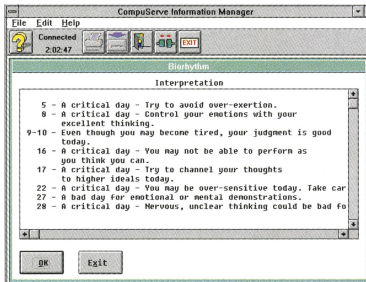 CompuServe Information Manager
File Edit Help
Connected
2:02:47
EXIT
Biorhythm
Interpretation
5 - A critical day - Try to avoid over-exertion.
8 - A critical day - Control your emotions with your
excellent thinking.
9-10 - Even though you may become tired, your judgment is good
today.
16 - A critical day - You may not be able to perform as
you think you can.
17 - A critical day - Try to channel your thoughts
to higher ideals today.
22 - A critical day - You may be over-sensitive today. Take car
27 - A bad day for emotional or mental demonstrations.
28 - A critical day - Nervous, unclear thinking could be bad fo
OK Exit